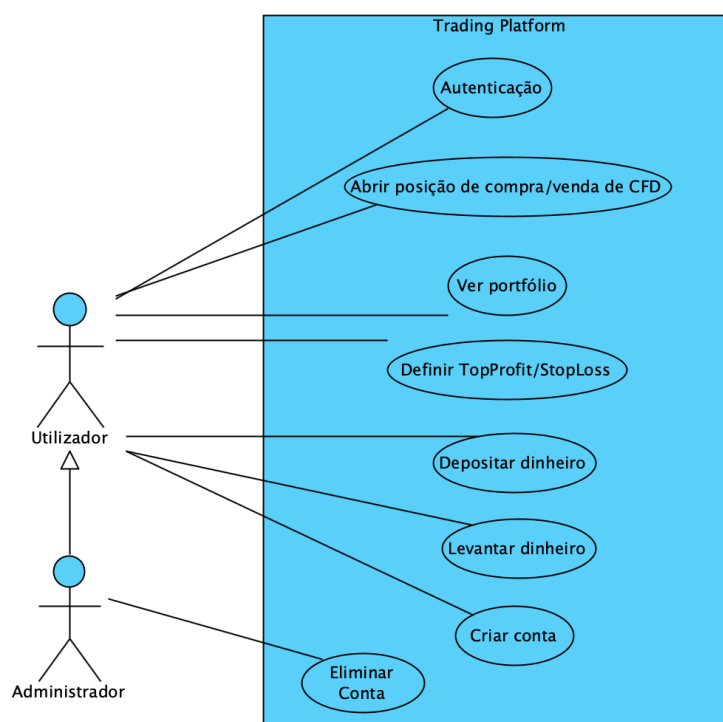 Trading Platform
Autenticação
Abrir posição de compra/venda de CFD
Ver portfólio
Definir TopProfit/StopLoss
Utilizador
Depositar dinheiro
Levantar dinheiro
Criar conta
Eliminar
Conta
Administrador